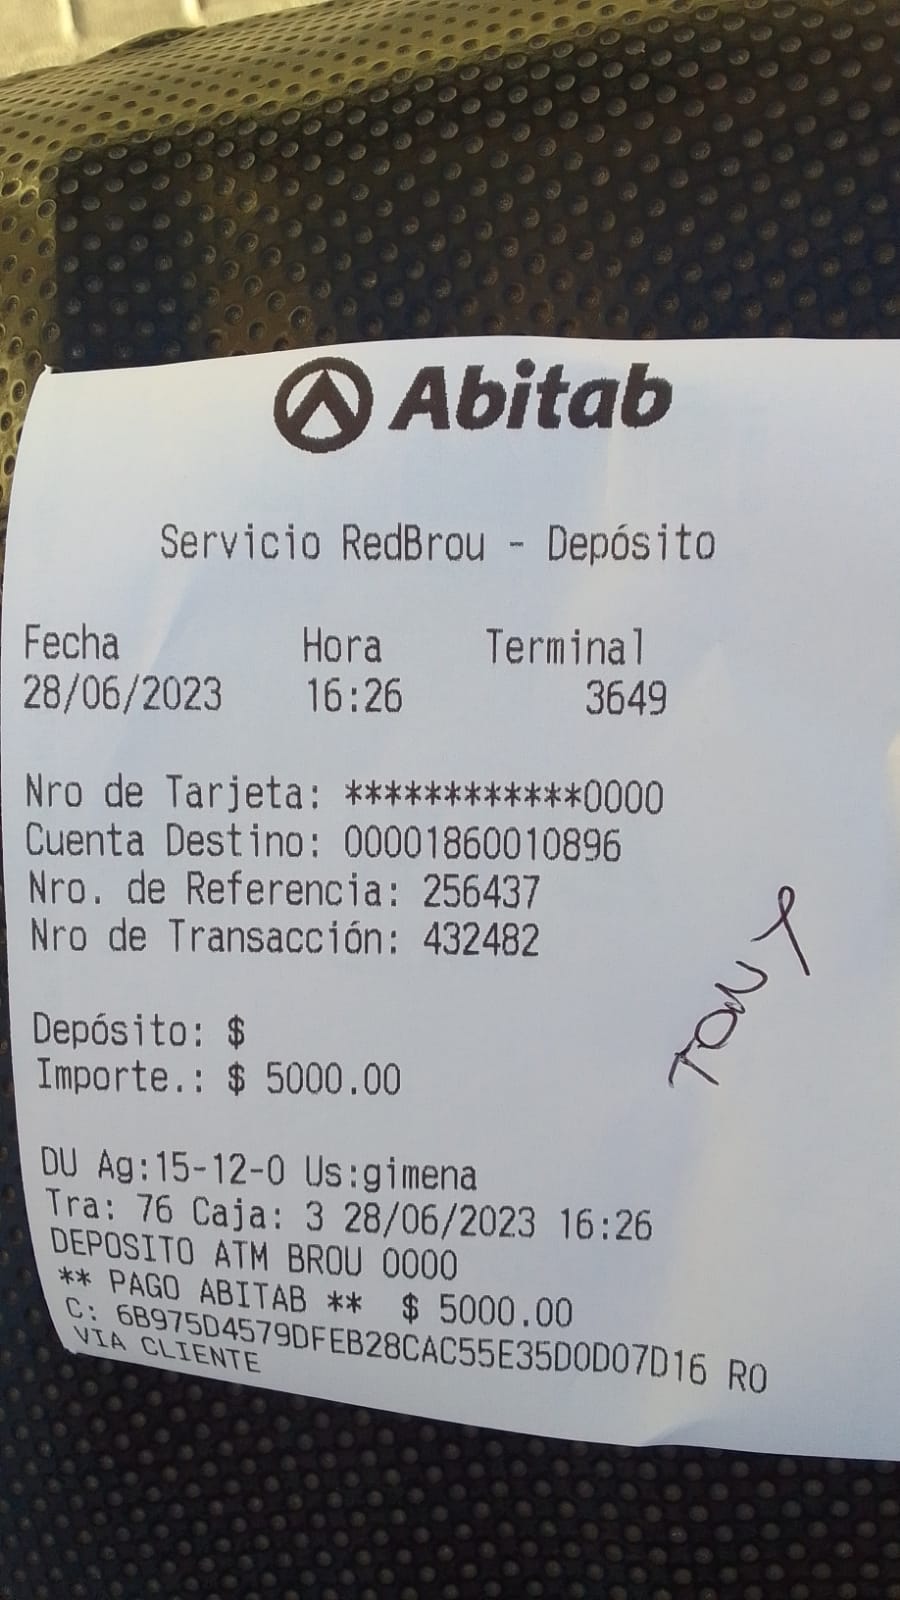 Abitab
Servicio RedBrou - Depósito
Fecha Hora Terminal
28/06/2023 16:26 3649
Nro de Tarjeta: ************0000
Cuenta Destino: 00001860010896
Nro. de Referencia: 256437
Nro de Transacción: 432482
TONY
Depósito: $
Importe.: $ 5000.00
DU Ag:15-12-0 Us:gimena
Tra: 76 Caja: 3 28/06/2023 16:26
DEPOSITO ATM BROU 0000
** PAGO ABITAB ** $ 5000.00
C: 6B975D4579DFEB28CAC55E35D0D07D16 RO
VIA CLIENTE